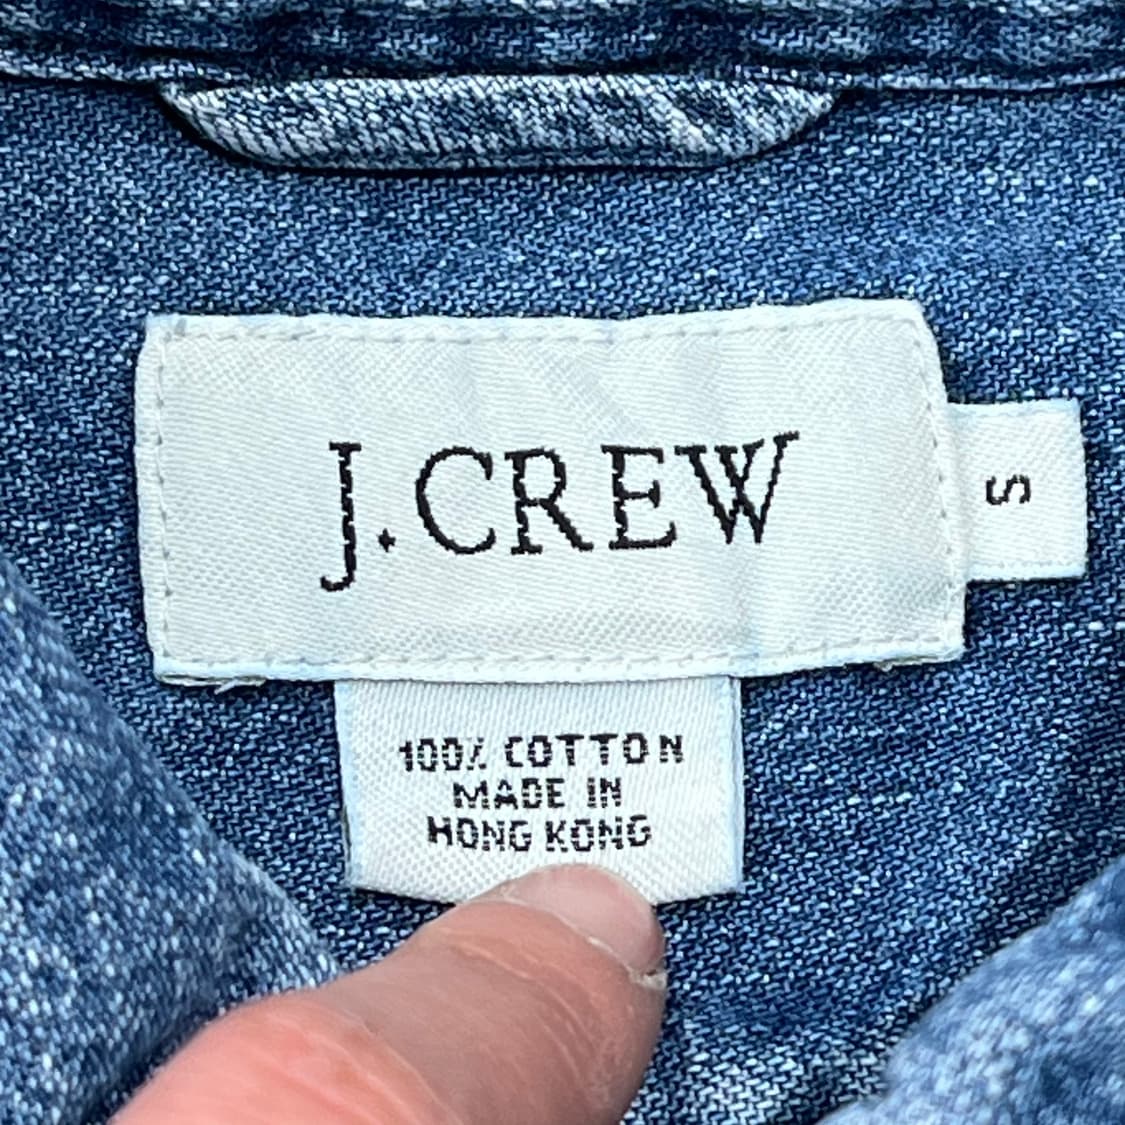 J.CREW
S
100% COTTON
MADE IN
HONG KONG